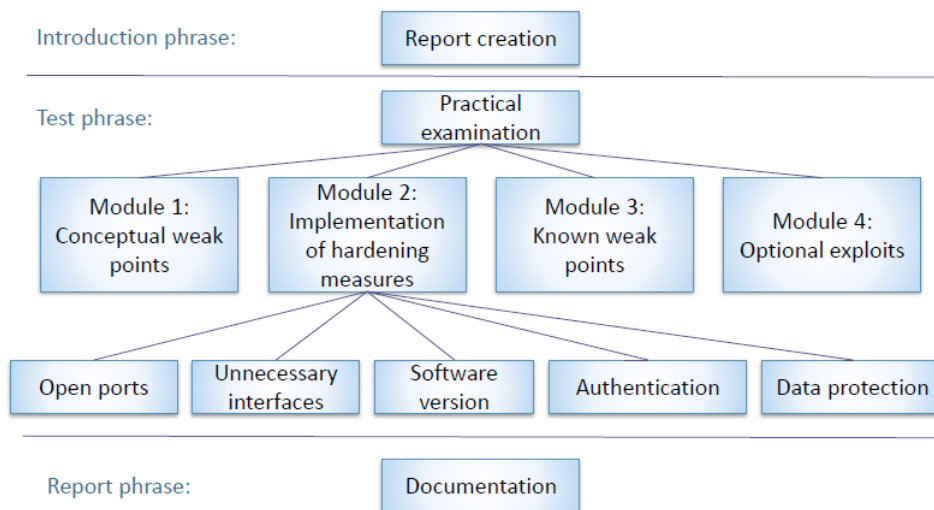 Introduction phrase:
Report creation
Test phrase:
Practical
examination
Module 1:
Conceptual weak
points
Module 2:
Implementation
of hardening
measures
Module 3:
Known weak
points
Module 4:
Optional exploits
Open ports
Unnecessary
interfaces
Software
version
Authentication
Data protection
Report phrase:
Documentation